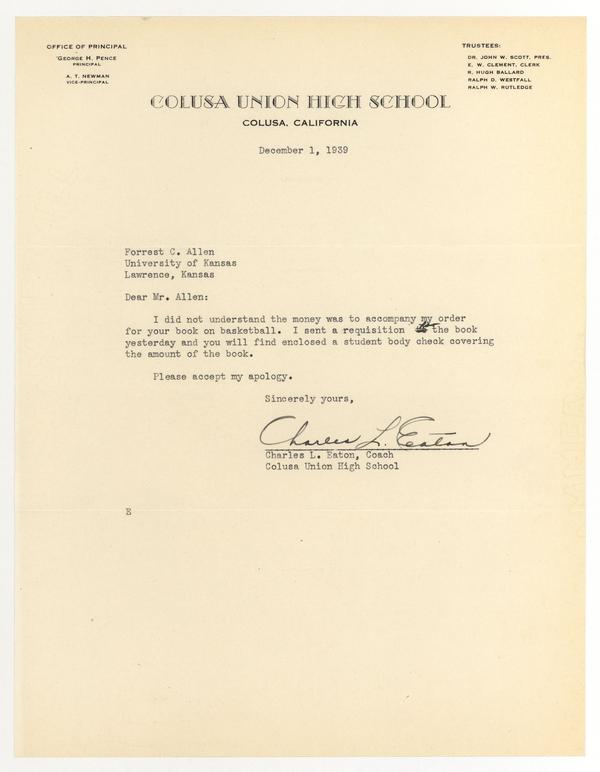 OFFICE OF PRINCIPAL
GEORGE H. PENCE
PRINCIPAL
A. T. NEWMAN
VICE-PRINCIPAL
TRUSTEES:
DR. JOHN W. SCOTT, PRES.
E. W. CLEMENT, CLERK
R. HUGH BALLARD
RALPH D. WESTFALL
RALPH W. RUTLEDGE
COLUSA UNION HIGH SCHOOL
COLUSA, CALIFORNIA
December 1, 1939
Forrest C. Allen
University of Kansas
Lawrence, Kansas
Dear Mr. Allen:
I did not understand the money was to accompany my order
for your book on basketball. I sent a requisition the book
yesterday and you will find enclosed a student body check covering
the amount of the book.
Please accept my apology.
Sincerely yours,
Charles L. Eaton
Charles L. Eaton, Coach
Colusa Union High School
E